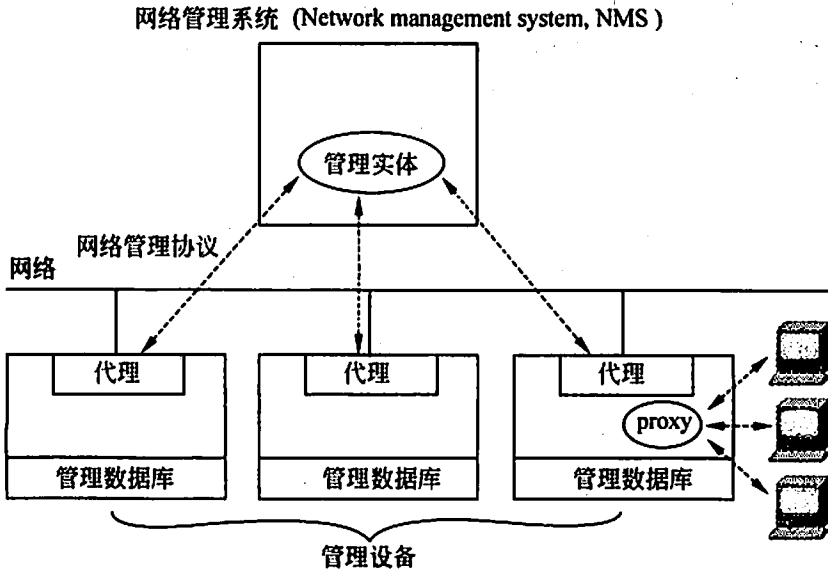 网络管理系统 (Network management system, NMS )
管理实体
网络管理协议
网络
代理
代理
代理
proxy
管理数据库
管理数据库
管理数据库
管理设备